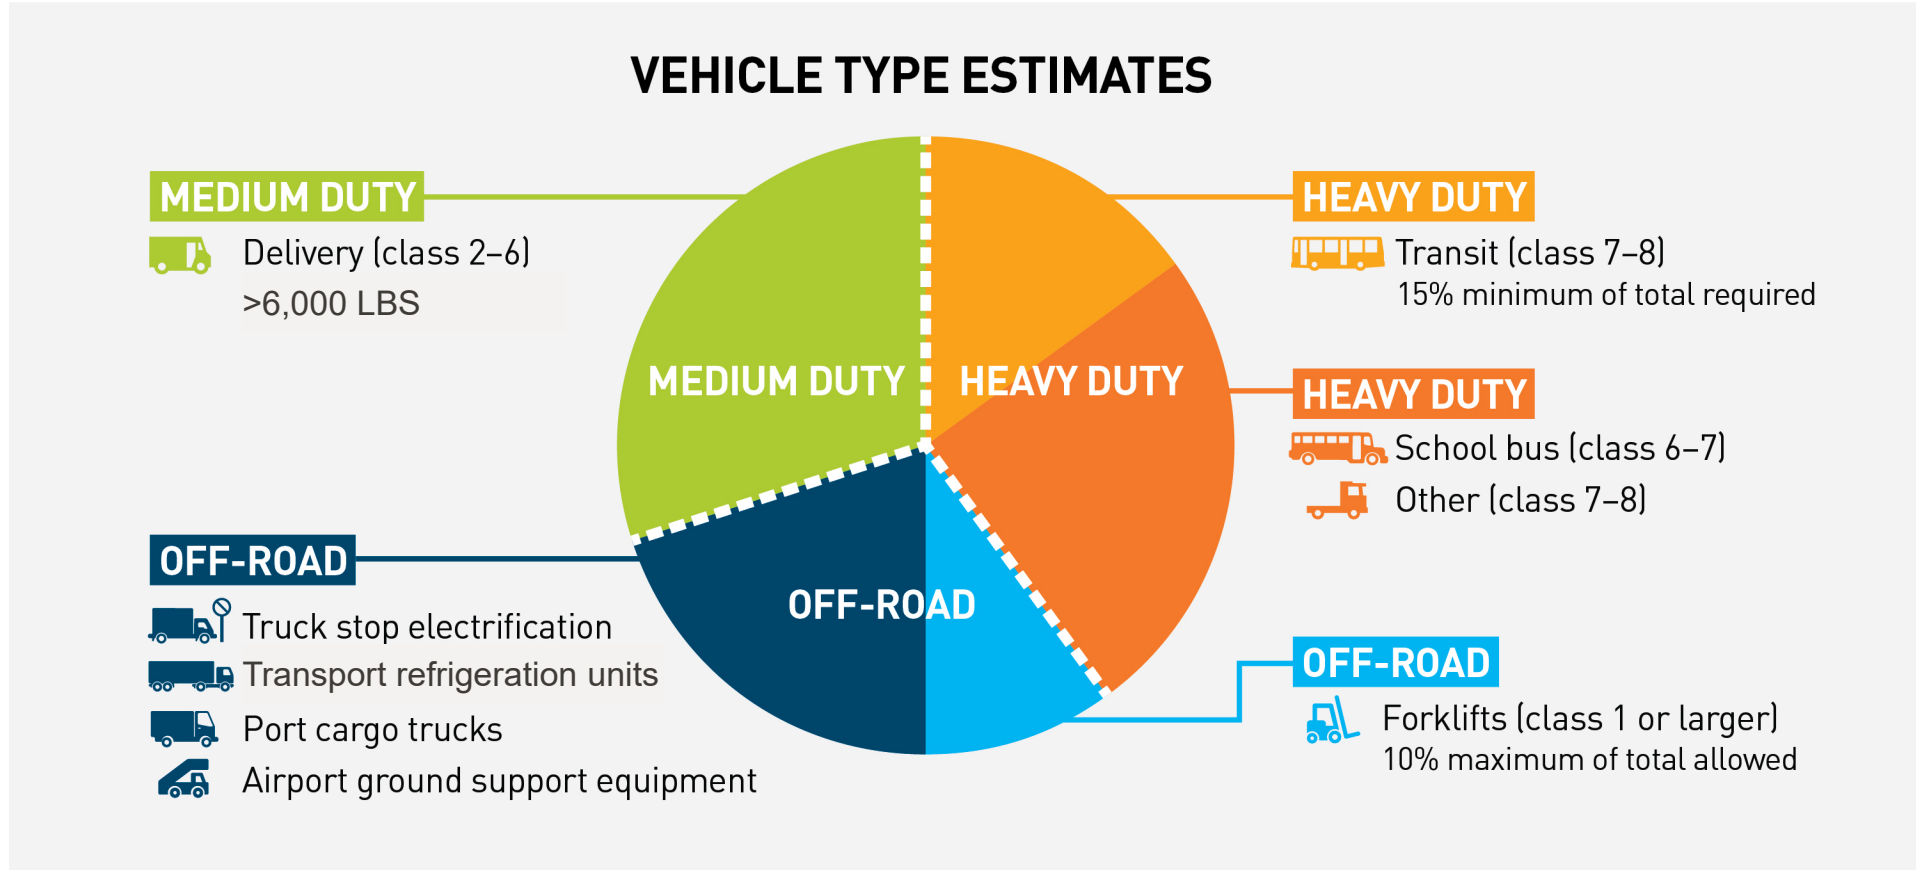 VEHICLE TYPE ESTIMATES
MEDIUM DUTY
Delivery (class 2–6)
>6,000 LBS
HEAVY DUTY
Transit (class 7–8)
15% minimum of total required
MEDIUM DUTY
HEAVY DUTY
HEAVY DUTY
School bus (class 6–7)
Other (class 7–8)
OFF-ROAD
Truck stop electrification
Transport refrigeration units
Port cargo trucks
Airport ground support equipment
OFF-ROAD
OFF-ROAD
Forklifts (class 1 or larger)
10% maximum of total allowed